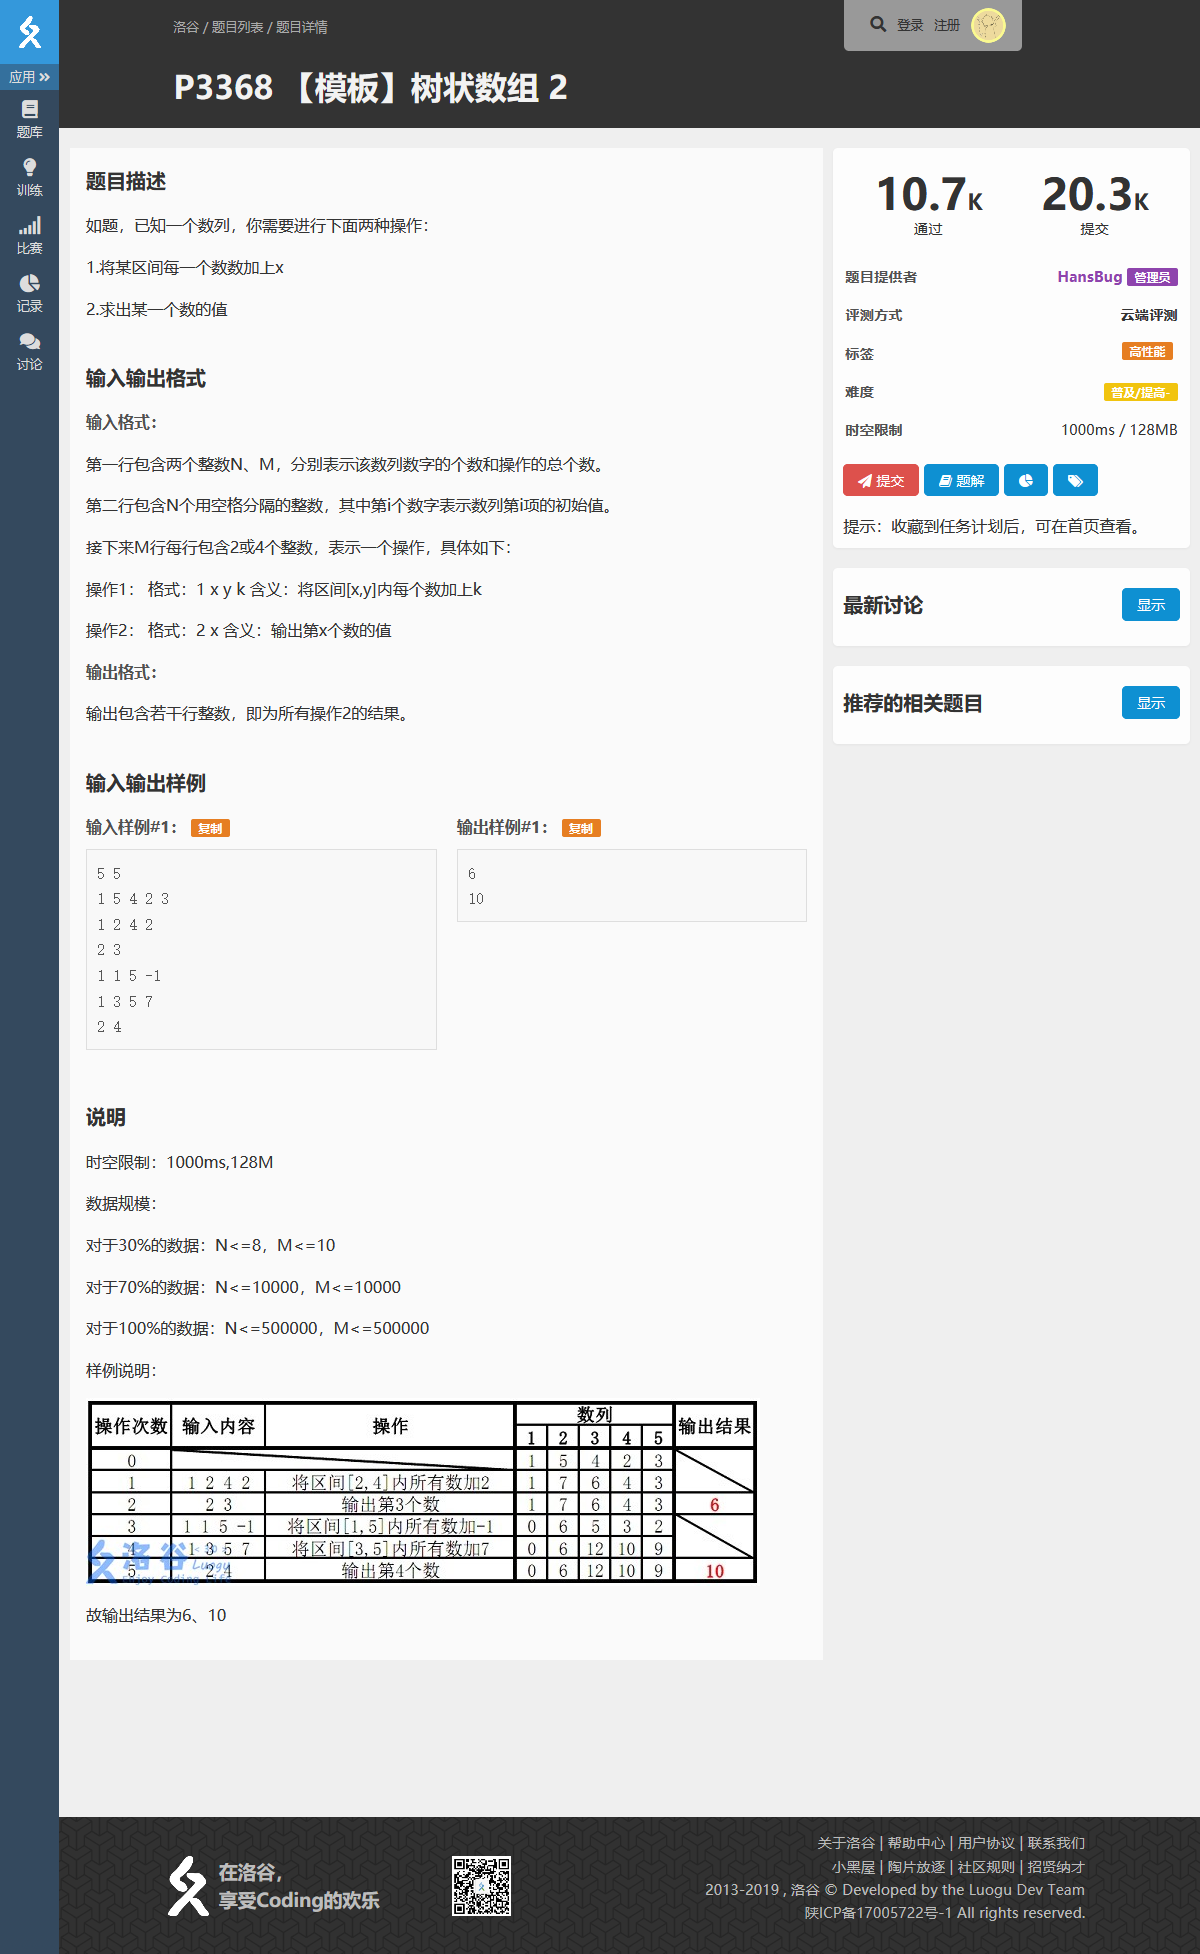 洛谷 / 题目列表 / 题目详情
登录 注册
P3368 【模板】树状数组 2
应用
题库
训练
比赛
记录
讨论
题目描述
如题，已知一个数列，你需要进行下面两种操作：
1.将某区间每一个数数加上x
2.求出某一个数的值
输入输出格式
输入格式：
第一行包含两个整数N、M，分别表示该数列数字的个数和操作的总个数。
第二行包含N个用空格分隔的整数，其中第i个数字表示数列第i项的初始值。
接下来M行每行包含2或4个整数，表示一个操作，具体如下：
操作1： 格式：1 x y k 含义：将区间[x,y]内每个数加上k
操作2： 格式：2 x 含义：输出第x个数的值
输出格式：
输出包含若干行整数，即为所有操作2的结果。
输入输出样例
输入样例#1： 复制
5 5
1 5 4 2 3
1 2 4 2
2 3
1 1 5 -1
1 3 5 7
2 4
输出样例#1： 复制
6
10
说明
时空限制：1000ms,128M
数据规模：
对于30%的数据：N<=8，M<=10
对于70%的数据：N<=10000，M<=10000
对于100%的数据：N<=500000，M<=500000
样例说明：
操作次数 输入内容 操作 数列 输出结果
1 2 3 4 5
0 1 5 4 2 3
1 1 2 4 2 将区间[2,4]内所有数加2 1 7 6 4 3
2 2 3 输出第3个数 1 7 6 4 3 6
3 1 1 5 -1 将区间[1,5]内所有数加-1 0 6 5 3 2
4 1 3 5 7 将区间[3,5]内所有数加7 0 6 12 10 9
5 2 4 输出第4个数 0 6 12 10 9 10
洛谷
Luogu
Enjoy Coding Life
故输出结果为6、10
10.7K
通过
20.3K
提交
题目提供者 HansBug 管理员
评测方式 云端评测
标签 高性能
难度 普及/提高-
时空限制 1000ms / 128MB
提交 题解
提示：收藏到任务计划后，可在首页查看。
最新讨论 显示
推荐的相关题目 显示
在洛谷，
享受Coding的欢乐
关于洛谷 | 帮助中心 | 用户协议 | 联系我们
小黑屋 | 陶片放逐 | 社区规则 | 招贤纳才
2013-2019 , 洛谷 © Developed by the Luogu Dev Team
陕ICP备17005722号-1 All rights reserved.